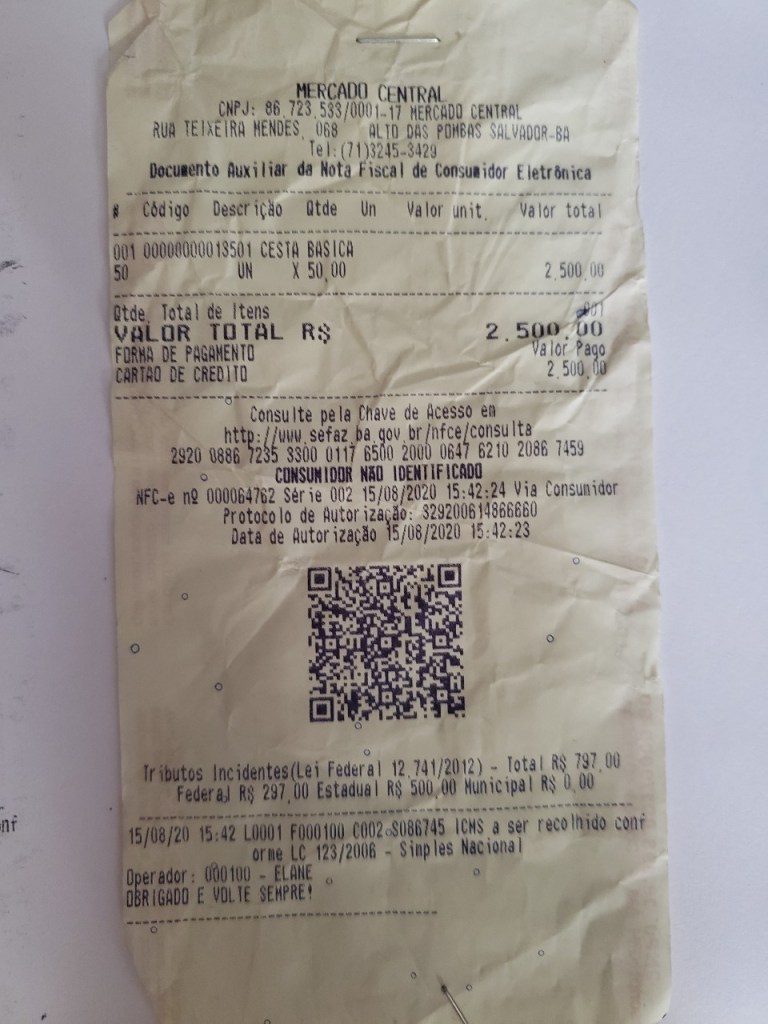 MERCADO CENTRAL
CNPJ: 86.723.533/0001-17 MERCADO CENTRAL
RUA TEIXEIRA MENDES, 068 ALTO DAS POMBAS SALVADOR-BA
Tel:(71)3245-3429
Documento Auxiliar da Nota Fiscal de Consumidor Eletrônica
# Código Descrição Qtde Un Valor unit. Valor total
001 00000000013501 CESTA BASICA
50 UN X 50,00 2.500,00
Qtde. Total de Itens 001
VALOR TOTAL R$ 2.500,00
FORMA DE PAGAMENTO Valor Pago
CARTAO DE CREDITO 2.500,00
Consulte pela Chave de Acesso em
http://www.sefaz.ba.gov.br/nfce/consulta
2920 0886 7235 3300 0117 6500 2000 0647 6210 2086 7459
CONSUMIDOR NÃO IDENTIFICADO
NFC-e nº 000064762 Série 002 15/08/2020 15:42:24 Via Consumidor
Protocolo de Autorização: 329200614866660
Data de Autorização 15/08/2020 15:42:23
Tributos Incidentes(Lei Federal 12.741/2012) - Total R$ 797,00
Federal R$ 297,00 Estadual R$ 500,00 Municipal R$ 0,00
15/08/20 15:42 L0001 F000100 C002 S086745 ICMS a ser recolhido conf
orme LC 123/2006 - Simples Nacional
Operador: 000100 - ELANE
OBRIGADO E VOLTE SEMPRE!